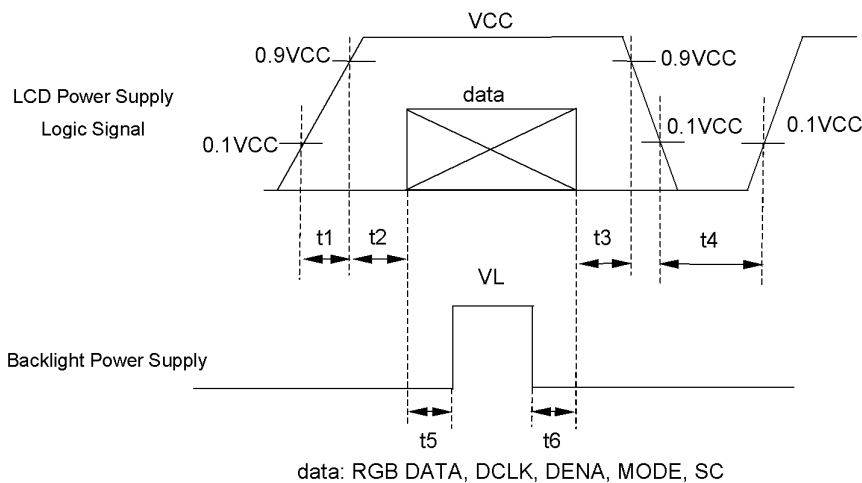 VCC
0.9VCC
0.9VCC
LCD Power Supply
Logic Signal
data
0.1VCC
0.1VCC
0.1VCC
t1
t2
t3
t4
VL
Backlight Power Supply
t5
t6
data: RGB DATA, DCLK, DENA, MODE, SC